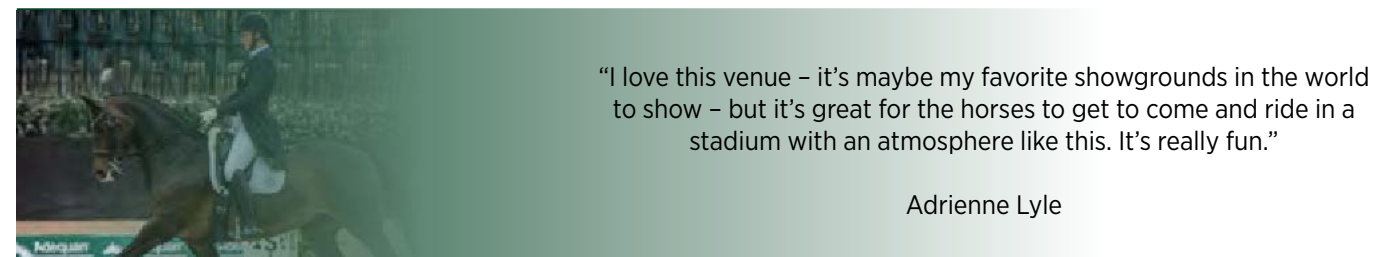 “I love this venue – it’s maybe my favorite showgrounds in the world
to show – but it’s great for the horses to get to come and ride in a
stadium with an atmosphere like this. It’s really fun.”
Adrienne Lyle
Adequan